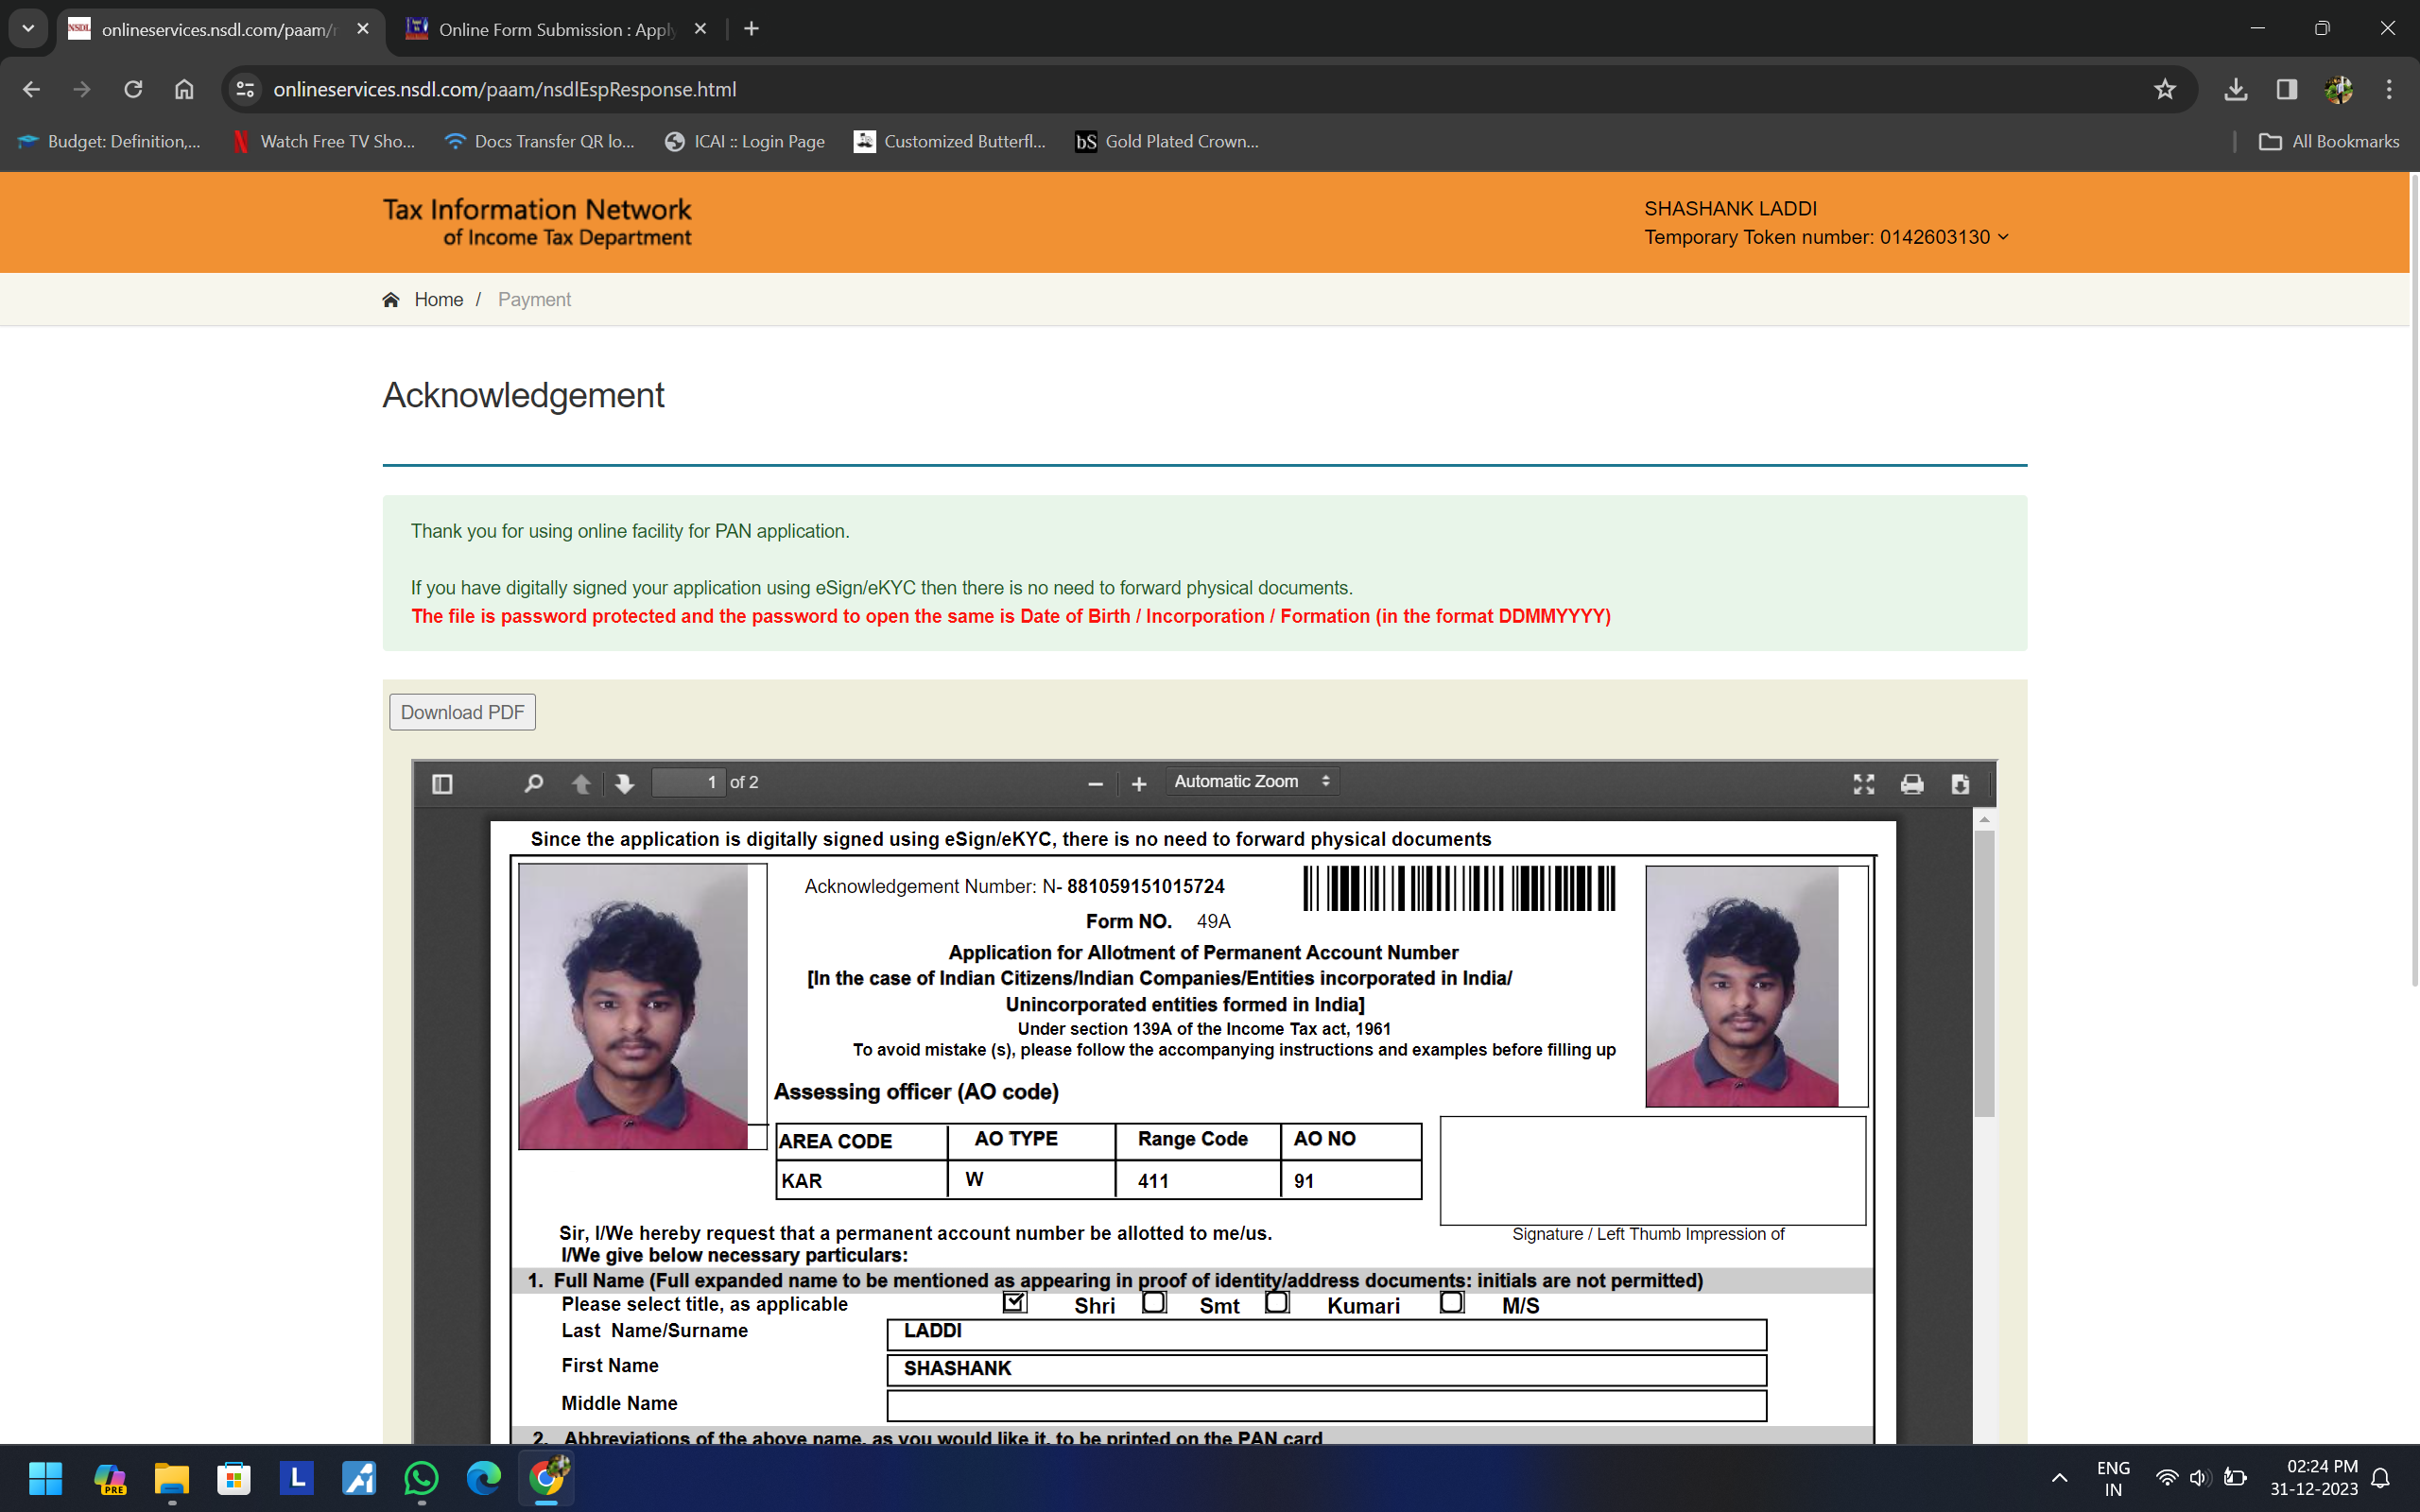 onlineservices.nsdl.com/paam/
Online Form Submission : Apply
onlineservices.nsdl.com/paam/nsdlEspResponse.html
Budget: Definition,...
Watch Free TV Sho...
Docs Transfer QR lo...
ICAI :: Login Page
Customized Butterfl...
bS Gold Plated Crown...
All Bookmarks
Tax Information Network
of Income Tax Department
SHASHANK LADDI
Temporary Token number: 0142603130
Home / Payment
Acknowledgement
Thank you for using online facility for PAN application.
If you have digitally signed your application using eSign/eKYC then there is no need to forward physical documents.
The file is password protected and the password to open the same is Date of Birth / Incorporation / Formation (in the format DDMMYYYY)
Download PDF
1 of 2
Automatic Zoom
Since the application is digitally signed using eSign/eKYC, there is no need to forward physical documents
Acknowledgement Number: N- 881059151015724
Form NO. 49A
Application for Allotment of Permanent Account Number
[In the case of Indian Citizens/Indian Companies/Entities incorporated in India/
Unincorporated entities formed in India]
Under section 139A of the Income Tax act, 1961
To avoid mistake (s), please follow the accompanying instructions and examples before filling up
Assessing officer (AO code)
AREA CODE AO TYPE Range Code AO NO
KAR W 411 91
Signature / Left Thumb Impression of
Sir, I/We hereby request that a permanent account number be allotted to me/us.
I/We give below necessary particulars:
1. Full Name (Full expanded name to be mentioned as appearing in proof of identity/address documents: initials are not permitted)
Please select title, as applicable Shri Smt Kumari M/S
Last Name/Surname LADDI
First Name SHASHANK
Middle Name
2. Abbreviations of the above name, as you would like it, to be printed on the PAN card
PRE
L
ENG
IN
02:24 PM
31-12-2023